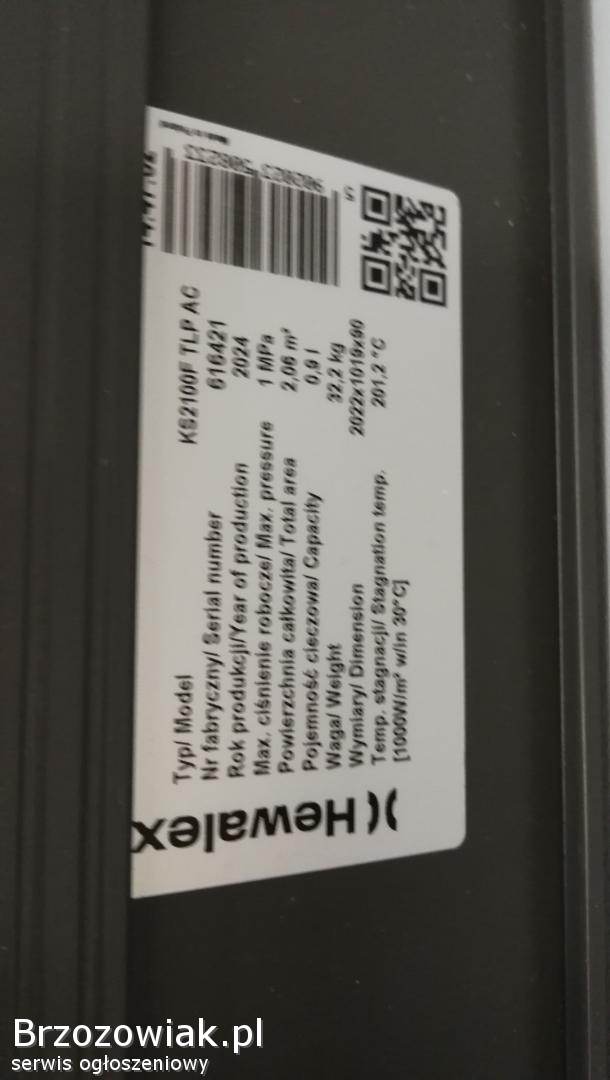 Hewalex
Typ/ Model KS2100F TLP AC
Nr fabryczny/ Serial number 616421
Rok produkcji/Year of production 2024
Max. ciśnienie robocze/ Max. pressure 1 MPa
Powierzchnia całkowita/ Total area 2,06 m²
Pojemność cieczowa/ Capacity 0,9 l
Waga/ Weight 32,2 kg
Wymiary/ Dimension 2022x1019x90
Temp. stagnacji/ Stagnation temp. 201,2 °C
[1000W/m² w/in 30°C]
S
Made in Poland
Brzozowiak.pl
serwis ogłoszeniowy